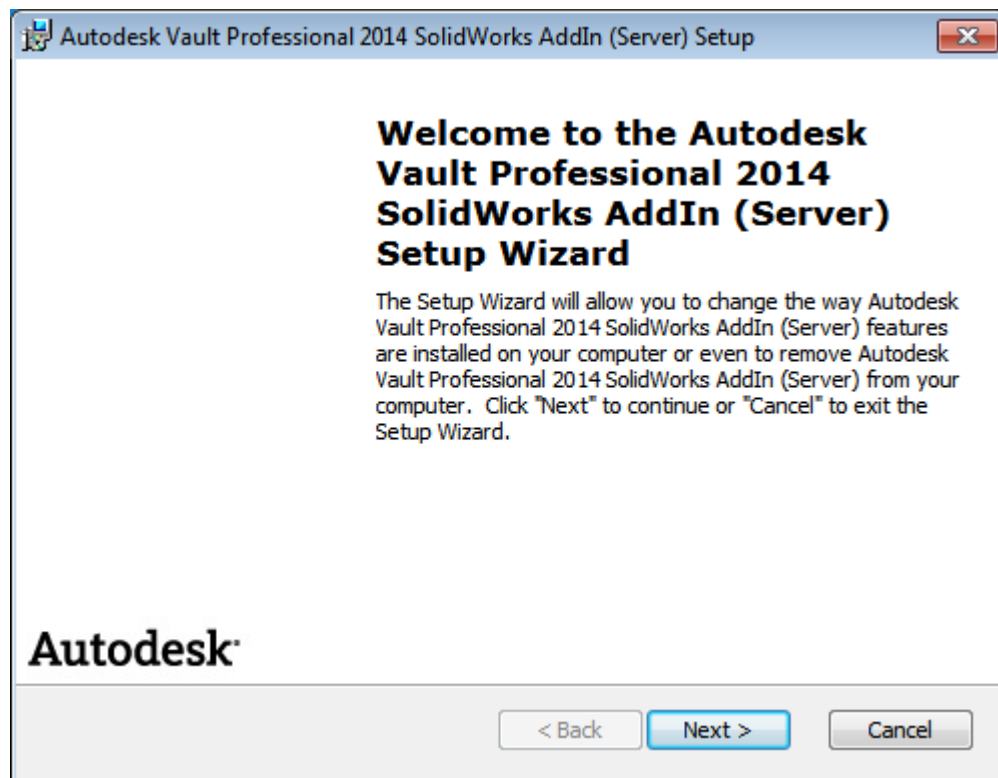 Autodesk Vault Professional 2014 SolidWorks AddIn (Server) Setup
Welcome to the Autodesk
Vault Professional 2014
SolidWorks AddIn (Server)
Setup Wizard
The Setup Wizard will allow you to change the way Autodesk
Vault Professional 2014 SolidWorks AddIn (Server) features
are installed on your computer or even to remove Autodesk
Vault Professional 2014 SolidWorks AddIn (Server) from your
computer.  Click "Next" to continue or "Cancel" to exit the
Setup Wizard.
Autodesk
< Back Next > Cancel